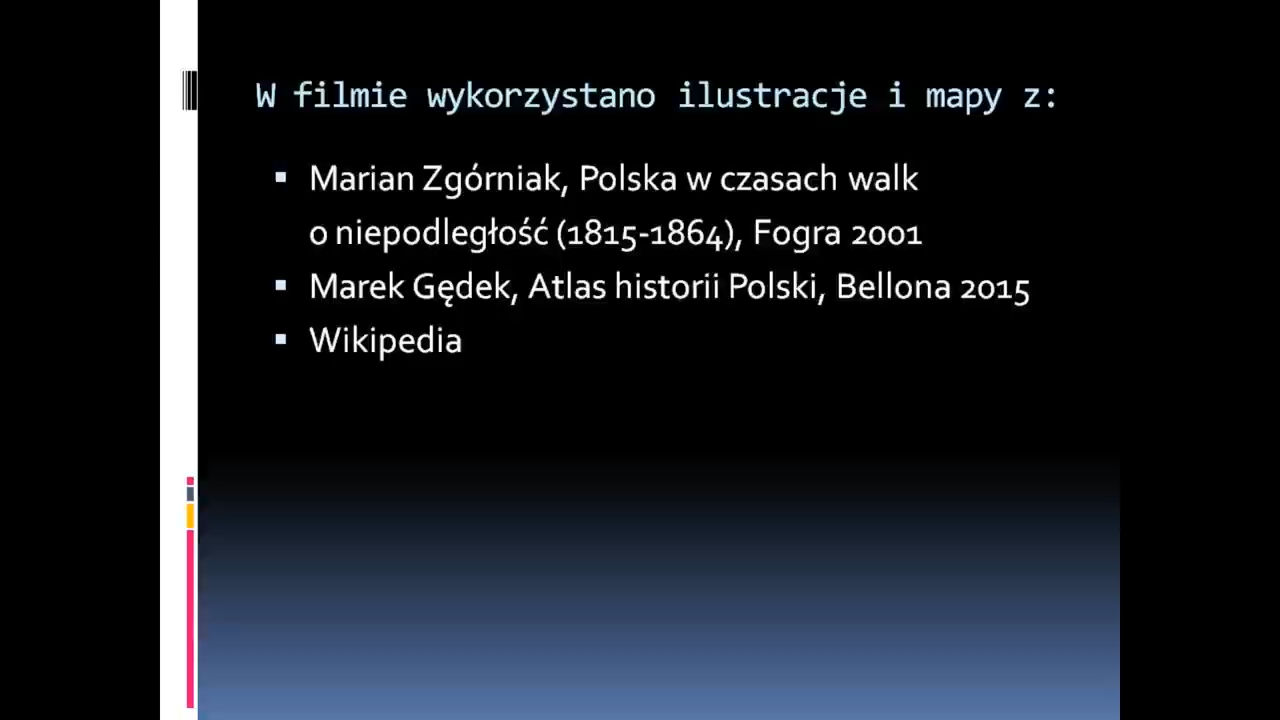 W filmie wykorzystano ilustracje i mapy z:
▪ Marian Zgórniak, Polska w czasach walk
o niepodległość (1815-1864), Fogra 2001
▪ Marek Gędek, Atlas historii Polski, Bellona 2015
▪ Wikipedia